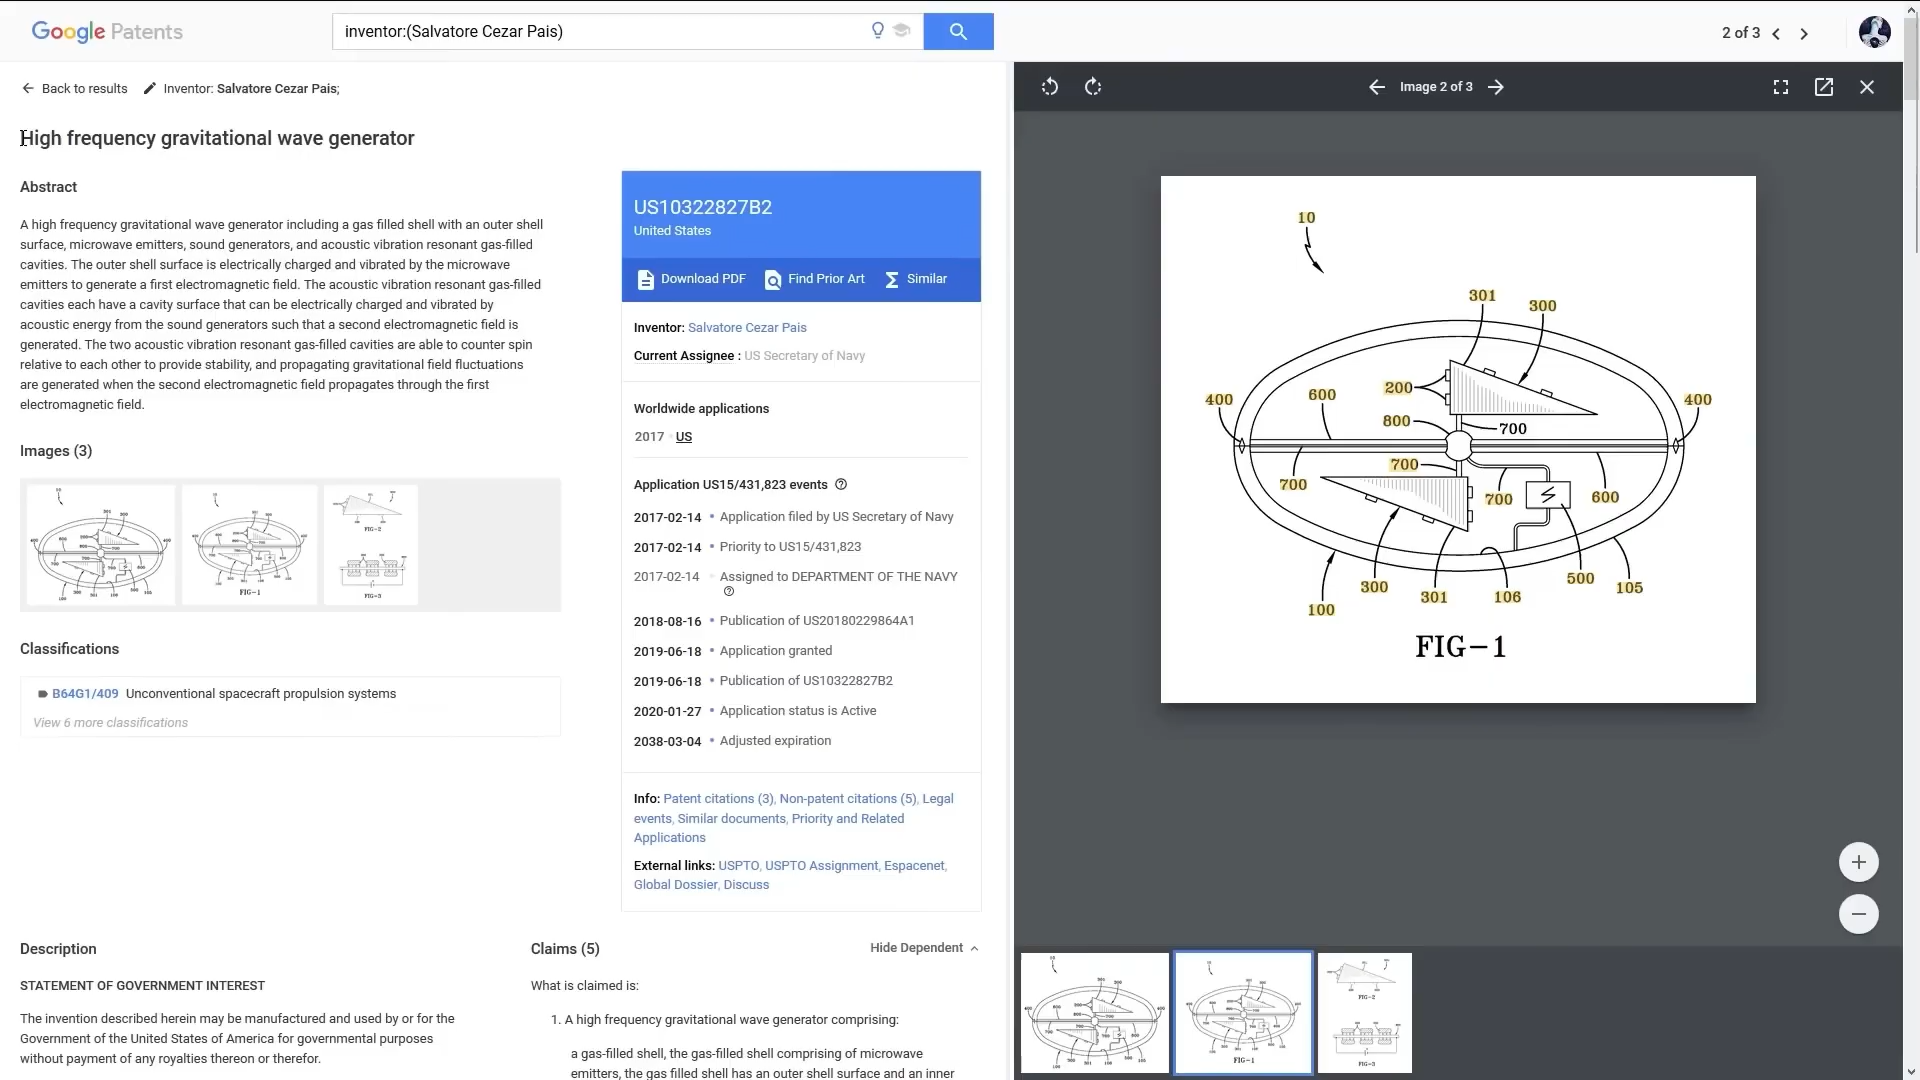 Google Patents
inventor:(Salvatore Cezar Pais)
2 of 3
Back to results
Inventor: Salvatore Cezar Pais;
High frequency gravitational wave generator
Abstract
A high frequency gravitational wave generator including a gas filled shell with an outer shell
surface, microwave emitters, sound generators, and acoustic vibration resonant gas-filled
cavities. The outer shell surface is electrically charged and vibrated by the microwave
emitters to generate a first electromagnetic field. The acoustic vibration resonant gas-filled
cavities each have a cavity surface that can be electrically charged and vibrated by
acoustic energy from the sound generators such that a second electromagnetic field is
generated. The two acoustic vibration resonant gas-filled cavities are able to counter spin
relative to each other to provide stability, and propagating gravitational field fluctuations
are generated when the second electromagnetic field propagates through the first
electromagnetic field.
Images (3)
FIG-1
FIG-2
FIG-3
Classifications
B64G1/409 Unconventional spacecraft propulsion systems
View 6 more classifications
US10322827B2
United States
Download PDF
Find Prior Art
Similar
Inventor: Salvatore Cezar Pais
Current Assignee : US Secretary of Navy
Worldwide applications
2017 US
Application US15/431,823 events
2017-02-14 • Application filed by US Secretary of Navy
2017-02-14 • Priority to US15/431,823
2017-02-14 Assigned to DEPARTMENT OF THE NAVY
2018-08-16 • Publication of US20180229864A1
2019-06-18 • Application granted
2019-06-18 • Publication of US10322827B2
2020-01-27 • Application status is Active
2038-03-04 • Adjusted expiration
Info: Patent citations (3), Non-patent citations (5), Legal
events, Similar documents, Priority and Related
Applications
External links: USPTO, USPTO Assignment, Espacenet,
Global Dossier, Discuss
Description
STATEMENT OF GOVERNMENT INTEREST
The invention described herein may be manufactured and used by or for the
Government of the United States of America for governmental purposes
without payment of any royalties thereon or therefor.
Claims (5)
Hide Dependent
What is claimed is:
1. A high frequency gravitational wave generator comprising:
a gas-filled shell, the gas-filled shell comprising of microwave
emitters, the gas filled shell has an outer shell surface and an inner
Image 2 of 3
10
301
300
200
600
400
400
800
700
700
700
700
600
500
300
301
106
105
100
FIG-1
FIG-1
FIG-2
FIG-3